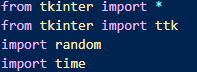 from tkinter import *
from tkinter import ttk
import random
import time